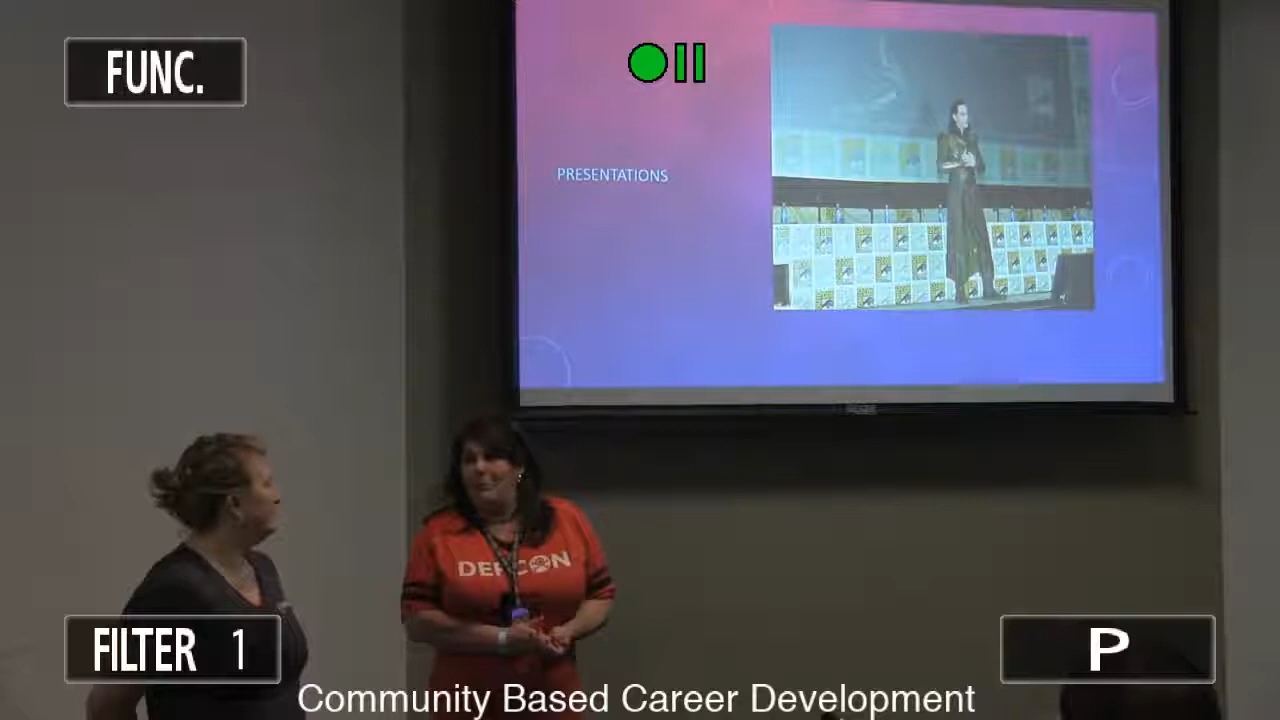 FUNC.
PRESENTATIONS
DEFCON
FILTER 1
P
Community Based Career Development